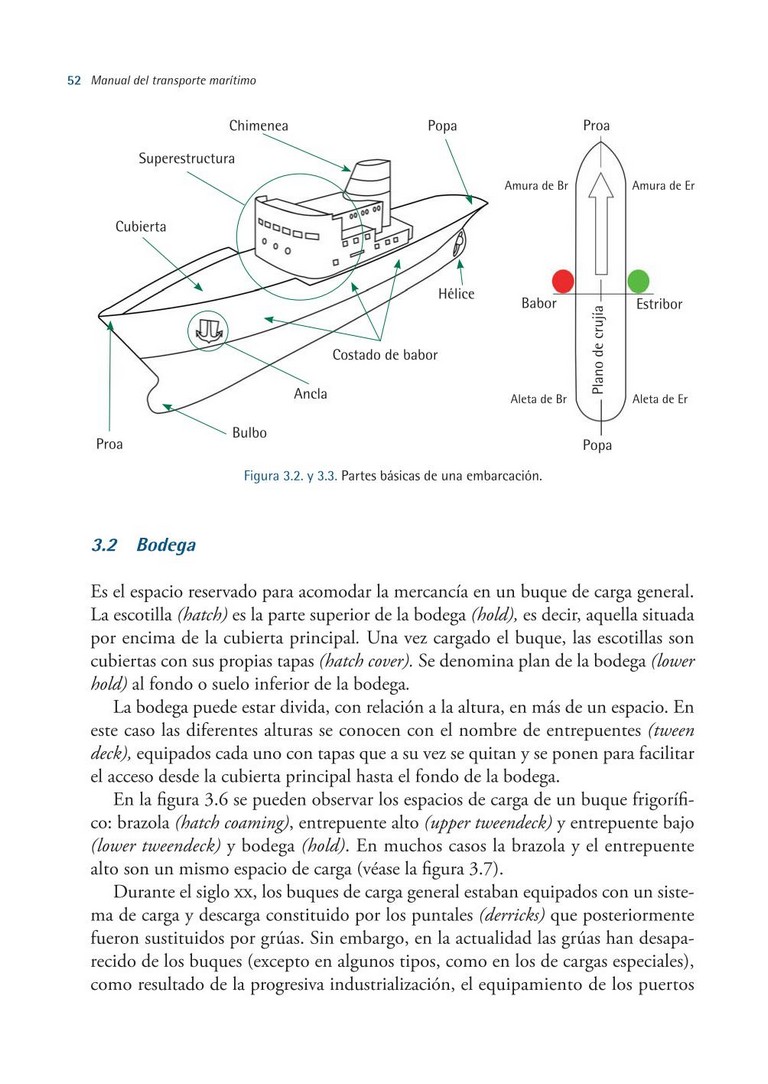 52 Manual del transporte marítimo
Chimenea
Popa
Proa
Superestructura
Amura de Br
Amura de Er
Cubierta
Hélice
Babor
Estribor
Plano de crujía
Costado de babor
Ancla
Aleta de Br
Aleta de Er
Bulbo
Proa
Popa
Figura 3.2. y 3.3. Partes básicas de una embarcación.
3.2 Bodega
Es el espacio reservado para acomodar la mercancía en un buque de carga general.
La escotilla (hatch) es la parte superior de la bodega (hold), es decir, aquella situada
por encima de la cubierta principal. Una vez cargado el buque, las escotillas son
cubiertas con sus propias tapas (hatch cover). Se denomina plan de la bodega (lower
hold) al fondo o suelo inferior de la bodega.
La bodega puede estar divida, con relación a la altura, en más de un espacio. En
este caso las diferentes alturas se conocen con el nombre de entrepuentes (tween
deck), equipados cada uno con tapas que a su vez se quitan y se ponen para facilitar
el acceso desde la cubierta principal hasta el fondo de la bodega.
En la figura 3.6 se pueden observar los espacios de carga de un buque frigorífi-
co: brazola (hatch coaming), entrepuente alto (upper tweendeck) y entrepuente bajo
(lower tweendeck) y bodega (hold). En muchos casos la brazola y el entrepuente
alto son un mismo espacio de carga (véase la figura 3.7).
Durante el siglo XX, los buques de carga general estaban equipados con un siste-
ma de carga y descarga constituido por los puntales (derricks) que posteriormente
fueron sustituidos por grúas. Sin embargo, en la actualidad las grúas han desapa-
recido de los buques (excepto en algunos tipos, como en los de cargas especiales),
como resultado de la progresiva industrialización, el equipamiento de los puertos